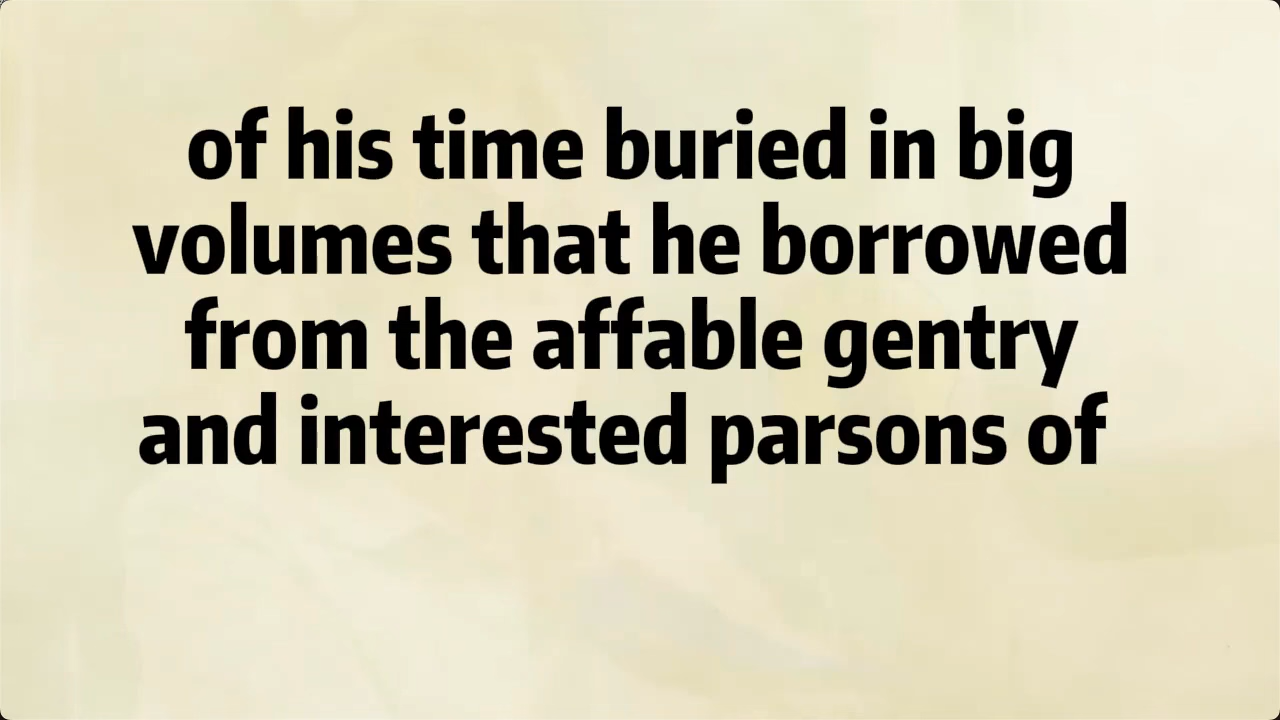 of his time buried in big
volumes that he borrowed
from the affable gentry
and interested parsons of